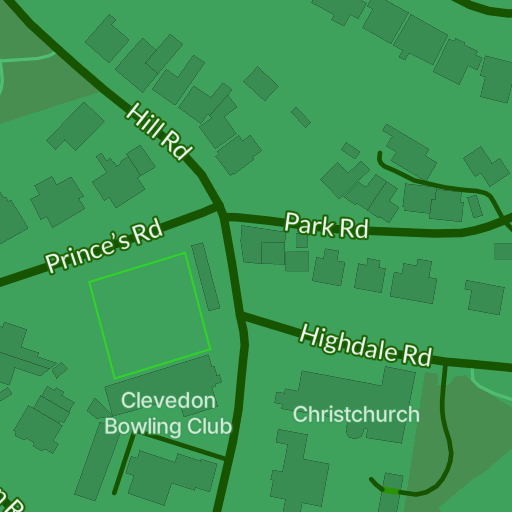 Hill Rd
Prince's Rd
Park Rd
Highdale Rd
Clevedon
Bowling Club
Christchurch